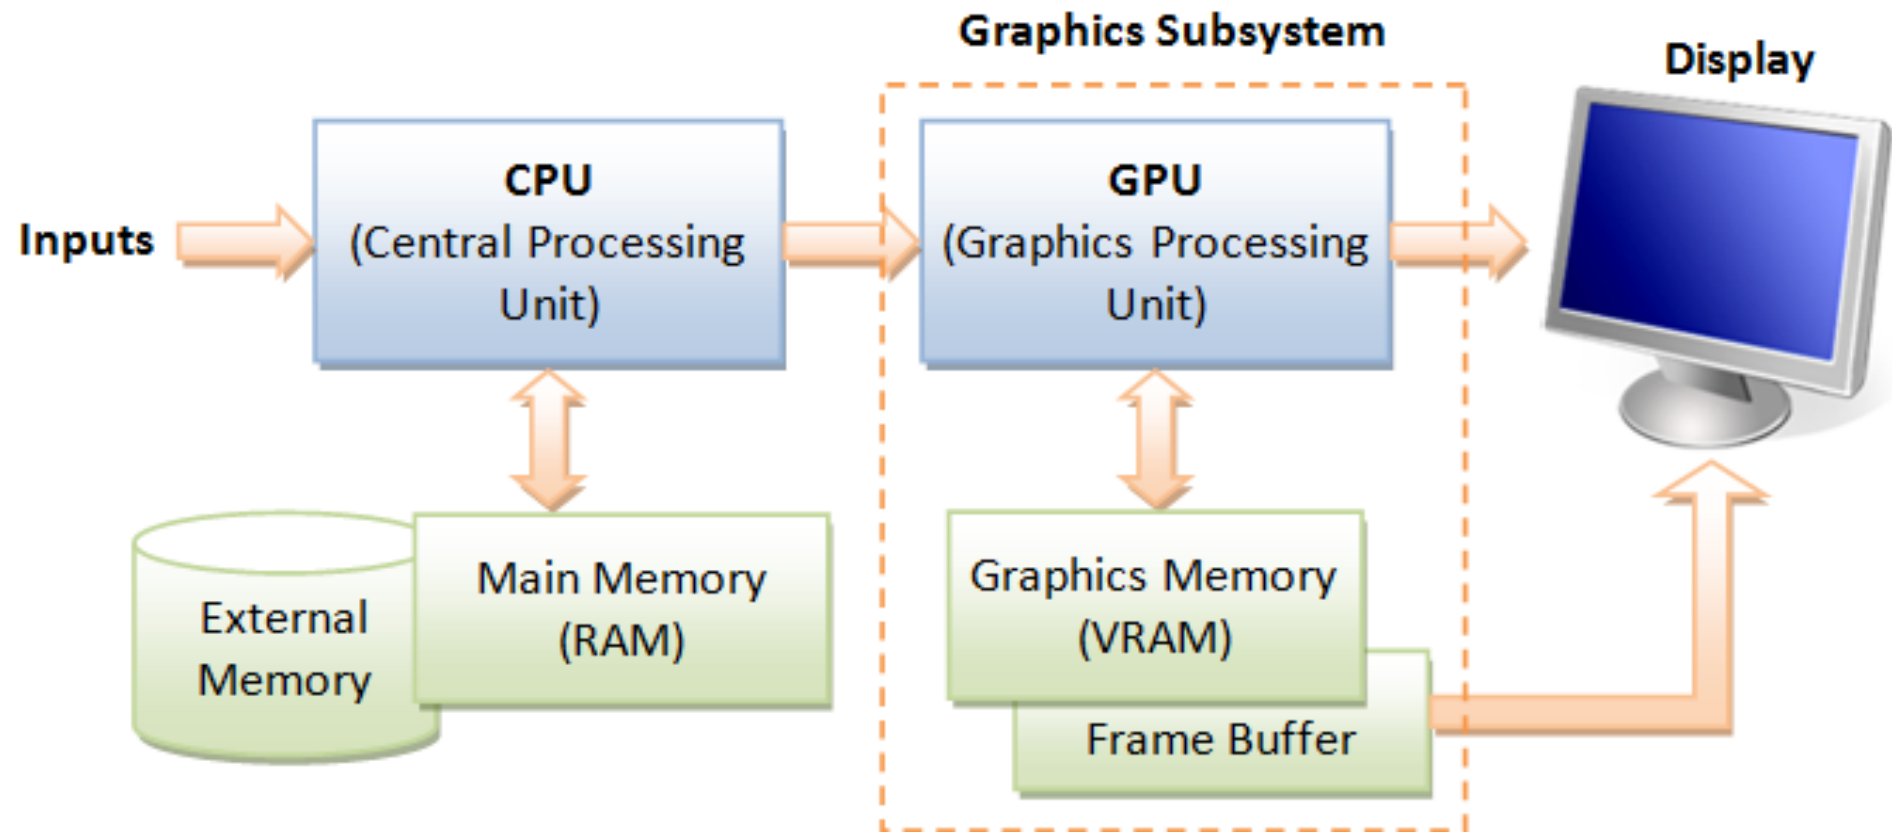 Graphics Subsystem
Display
Inputs
CPU
(Central Processing
Unit)
GPU
(Graphics Processing
Unit)
External
Memory
Main Memory
(RAM)
Graphics Memory
(VRAM)
Frame Buffer